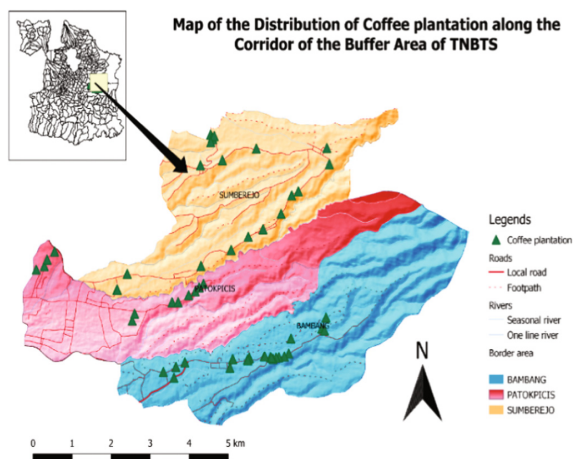 Map of the Distribution of Coffee plantation along the
Corridor of the Buffer Area of TNBTS
SUMBEREJO
PATOKPICIS
BAMBANG
Legends
Coffee plantation
Roads
Local road
Footpath
Rivers
Seasonal river
One line river
Border area
BAMBANG
PATOKPICIS
SUMBEREJO
N
0 1 2 3 4 5 km